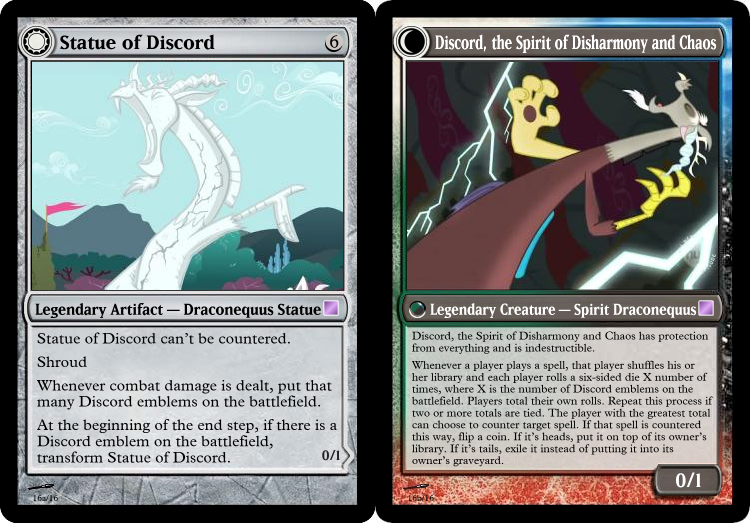 Statue of Discord
6
Legendary Artifact — Draconequus Statue
Statue of Discord can't be countered.
Shroud
Whenever combat damage is dealt, put that
many Discord emblems on the battlefield.
At the beginning of the end step, if there is a
Discord emblem on the battlefield,
transform Statue of Discord.
0/1
16a/16
Discord, the Spirit of Disharmony and Chaos
Legendary Creature — Spirit Draconequus
Discord, the Spirit of Disharmony and Chaos has protection
from everything and is indestructible.
Whenever a player plays a spell, that player shuffles his or
her library and each player rolls a six-sided die X number of
times, where X is the number of Discord emblems on the
battlefield. Players total their own rolls. Repeat this process if
two or more totals are tied. The player with the greatest total
can choose to counter target spell. If that spell is countered
this way, flip a coin. If it's heads, put it on top of its owner's
library. If it's tails, exile it instead of putting it into its
owner's graveyard.
0/1
16b/16